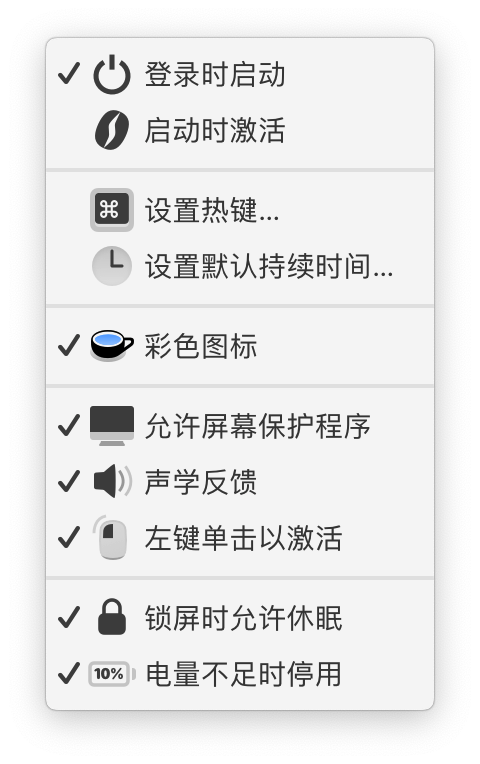 登录时启动
启动时激活
设置热键...
设置默认持续时间...
彩色图标
允许屏幕保护程序
声学反馈
左键单击以激活
锁屏时允许休眠
10% 电量不足时停用